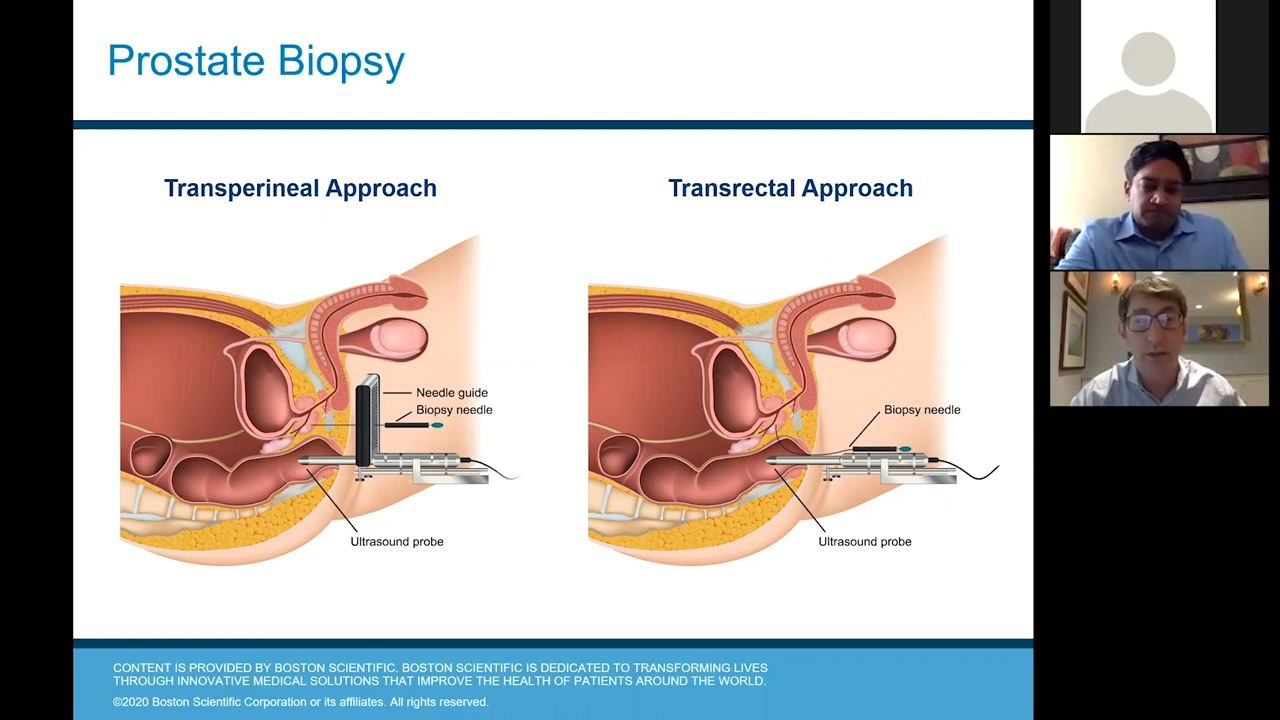 Prostate Biopsy
Transperineal Approach
Transrectal Approach
Needle guide
Biopsy needle
Ultrasound probe
Biopsy needle
Ultrasound probe
CONTENT IS PROVIDED BY BOSTON SCIENTIFIC. BOSTON SCIENTIFIC IS DEDICATED TO TRANSFORMING LIVES
THROUGH INNOVATIVE MEDICAL SOLUTIONS THAT IMPROVE THE HEALTH OF PATIENTS AROUND THE WORLD.
©2020 Boston Scientific Corporation or its affiliates. All rights reserved.